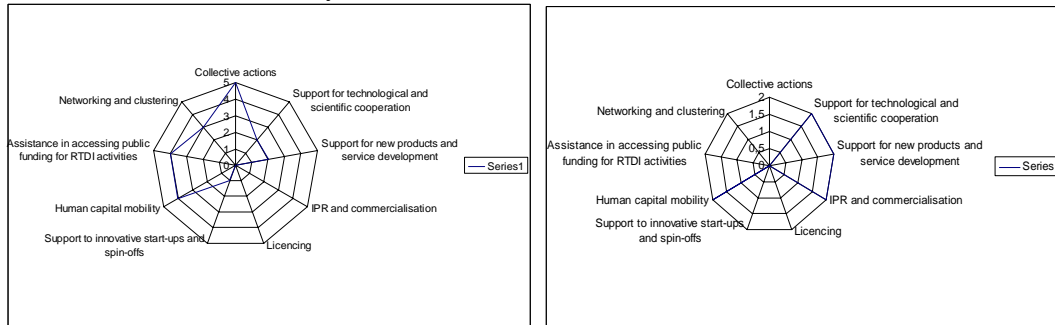 Collective actions
5
4
3
2
1
0
Support for technological and
scientific cooperation
Support for new products and
service development
IPR and commercialisation
Licencing
Support to innovative start-ups and
spin-offs
Human capital mobility
Assistance in accessing public
funding for RTDI activities
Networking and clustering
Series1
Collective actions
2
1,5
1
0,5
0
Support for technological and
scientific cooperation
Support for new products and
service development
IPR and commercialisation
Licencing
Support to innovative start-ups
and spin-offs
Human capital mobility
Assistance in accessing public
funding for RTDI activities
Networking and clustering
Series